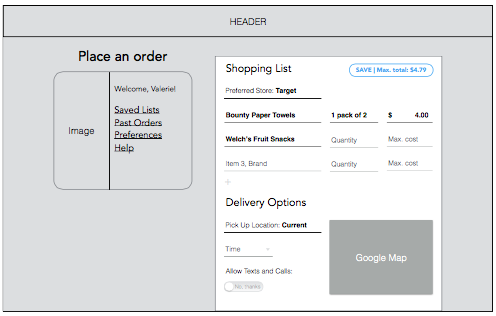 HEADER
Place an order
Image
Welcome, Valerie!
Saved Lists
Past Orders
Preferences
Help
Shopping List
SAVE | Max. total: $4.79
Preferred Store: Target
Bounty Paper Towels 1 pack of 2 $ 4.00
Welch's Fruit Snacks Quantity Max. cost
Item 3, Brand Quantity Max. cost
+
Delivery Options
Pick Up Location: Current
Time
Allow Texts and Calls:
No, thanks
Google Map